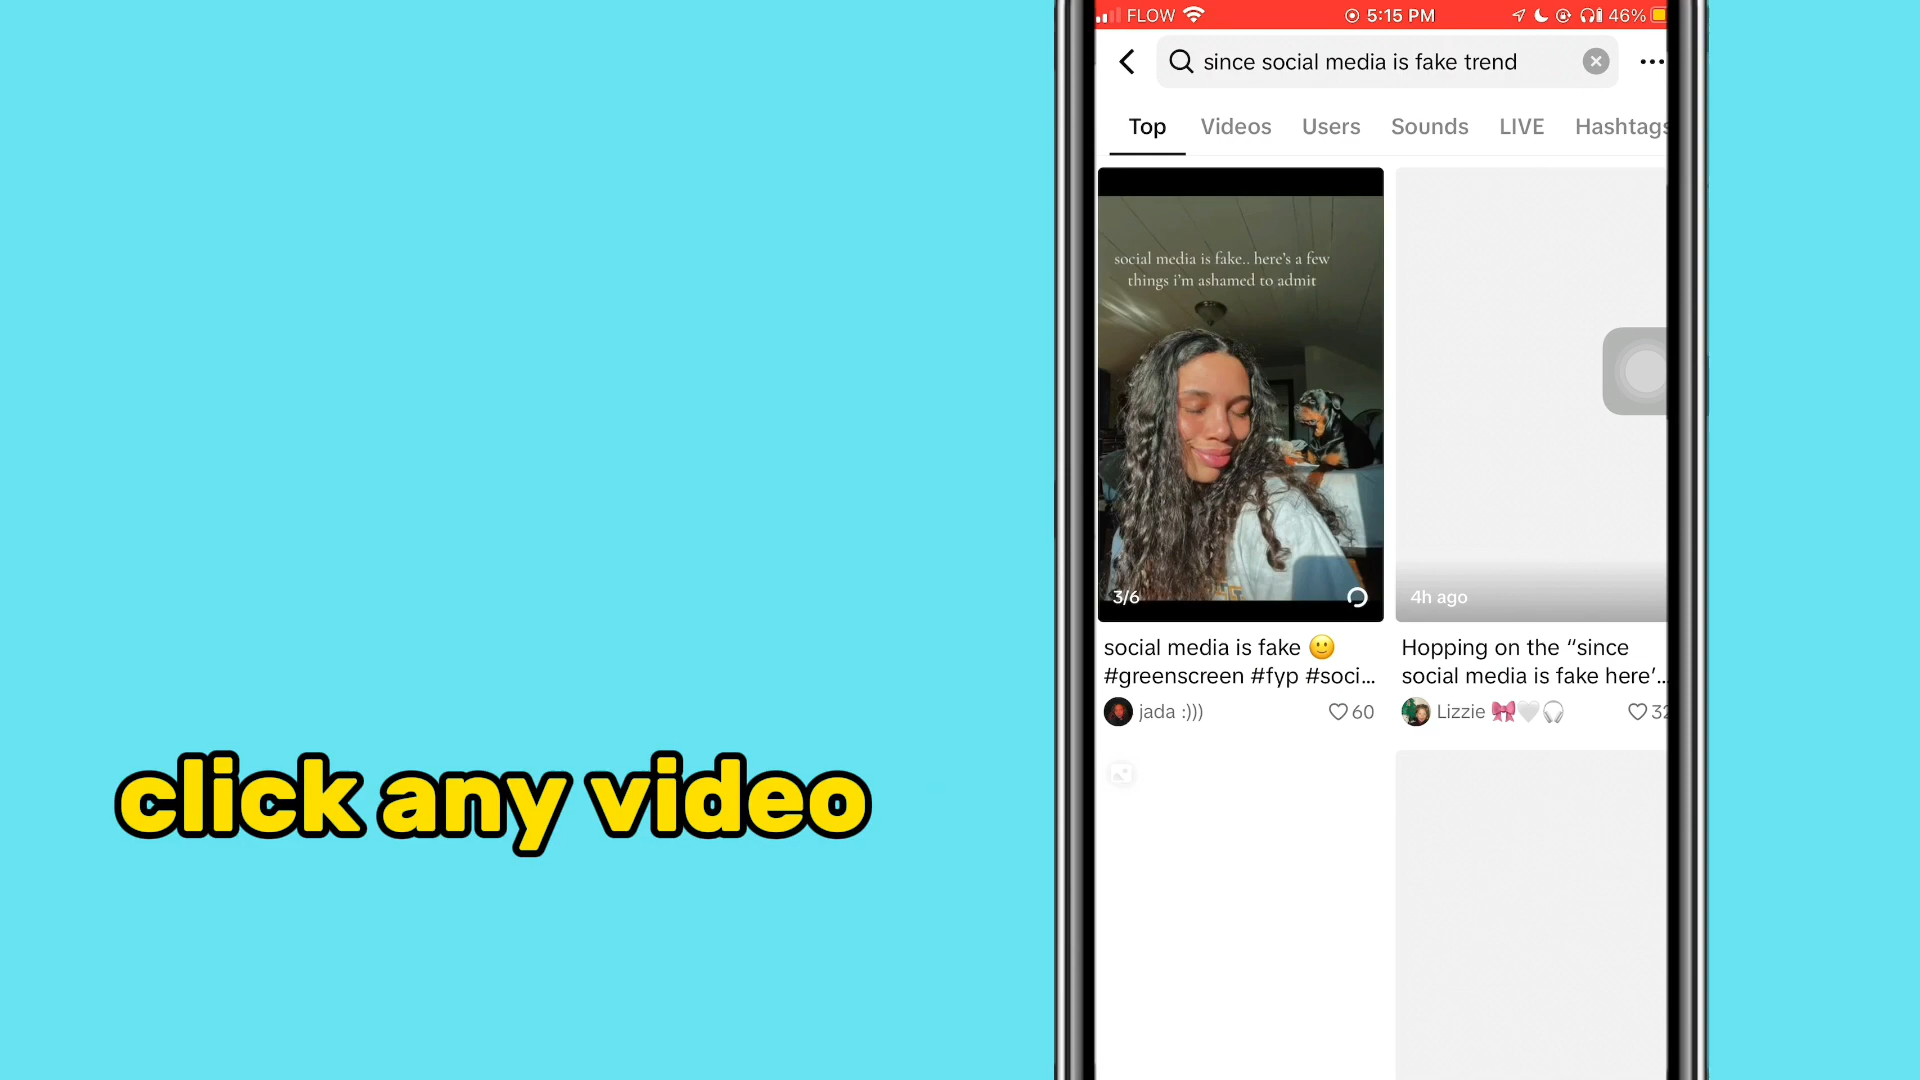 FLOW 5:15 PM 46%
since social media is fake trend
Top Videos Users Sounds LIVE Hashtags
social media is fake.. here's a few
things i'm ashamed to admit
3/6
social media is fake 🙂
#greenscreen #fyp #soci...
jada :))) 60
4h ago
Hopping on the “since
social media is fake here’...
Lizzie 🎀🤍🎧 32
click any video